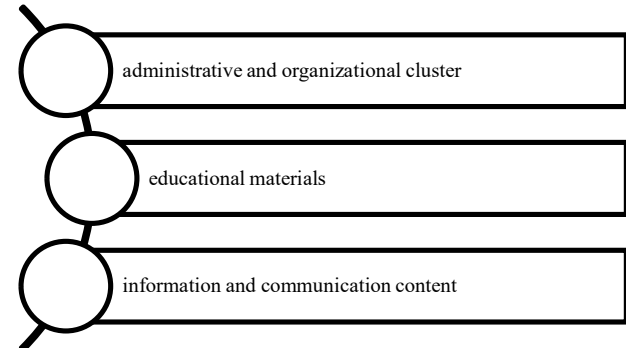 administrative and organizational cluster
educational materials
information and communication content